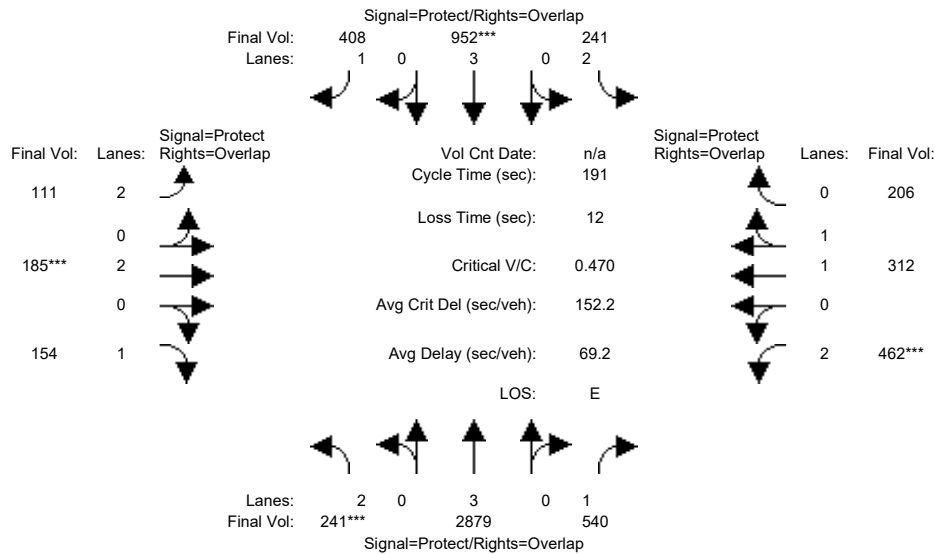 Signal=Protect/Rights=Overlap
Final Vol: 408 952*** 241
Lanes: 1 0 3 0 2
Signal=Protect
Final Vol: Lanes: Rights=Overlap
Vol Cnt Date: n/a
Signal=Protect
Rights=Overlap Lanes: Final Vol:
Cycle Time (sec): 191
111 2
0 206
Loss Time (sec): 12
0
1
185*** 2
Critical V/C: 0.470
1 312
0
Avg Crit Del (sec/veh): 152.2
0
154 1
Avg Delay (sec/veh): 69.2
2 462***
LOS: E
Lanes: 2 0 3 0 1
Final Vol: 241*** 2879 540
Signal=Protect/Rights=Overlap